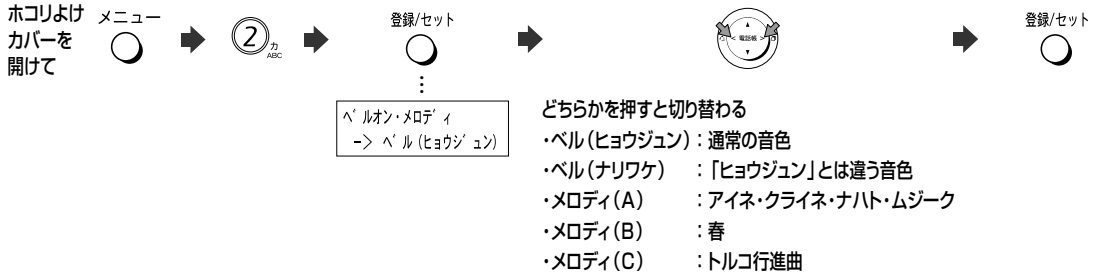 ホコリよけ
カバーを
開けて
メニュー
2 カ
ABC
登録/セット
ベルオン・メロディ
-> ベル(ヒョウジュン)
< 電話帳 >
どちらかを押すと切り替わる
・ベル(ヒョウジュン):通常の音色
・ベル(ナリワケ) :「ヒョウジュン」とは違う音色
・メロディ(A) :アイネ・クライネ・ナハト・ムジーク
・メロディ(B) :春
・メロディ(C) :トルコ行進曲
登録/セット